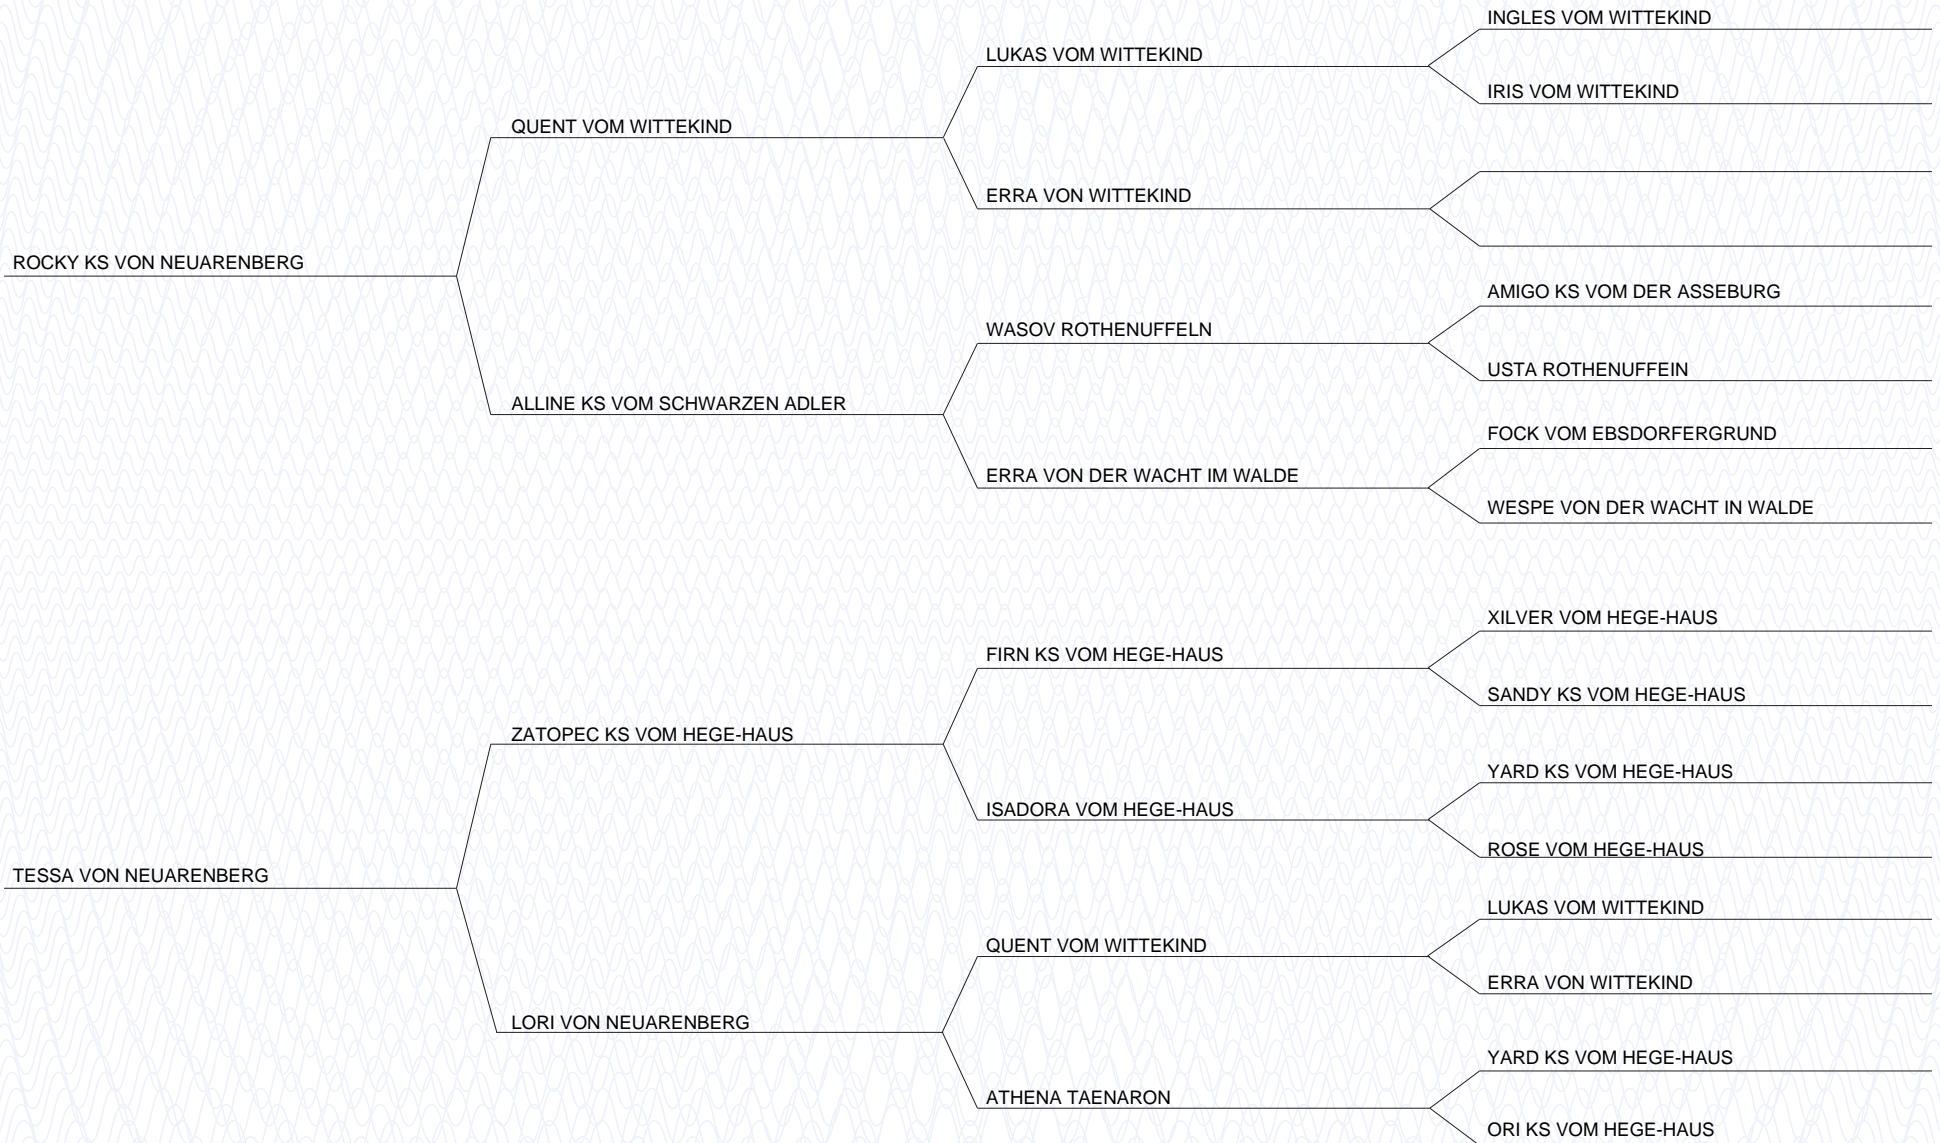 INGLES VOM WITTEKIND
LUKAS VOM WITTEKIND
IRIS VOM WITTEKIND
QUENT VOM WITTEKIND
ERRA VON WITTEKIND
ROCKY KS VON NEUARENBERG
AMIGO KS VOM DER ASSEBURG
WASOV ROTHENUFFELN
USTA ROTHENUFFEIN
ALLINE KS VOM SCHWARZEN ADLER
FOCK VOM EBSDORFERGRUND
ERRA VON DER WACHT IM WALDE
WESPE VON DER WACHT IN WALDE
XILVER VOM HEGE-HAUS
FIRN KS VOM HEGE-HAUS
SANDY KS VOM HEGE-HAUS
ZATOPEC KS VOM HEGE-HAUS
YARD KS VOM HEGE-HAUS
ISADORA VOM HEGE-HAUS
ROSE VOM HEGE-HAUS
TESSA VON NEUARENBERG
LUKAS VOM WITTEKIND
QUENT VOM WITTEKIND
ERRA VON WITTEKIND
LORI VON NEUARENBERG
YARD KS VOM HEGE-HAUS
ATHENA TAENARON
ORI KS VOM HEGE-HAUS